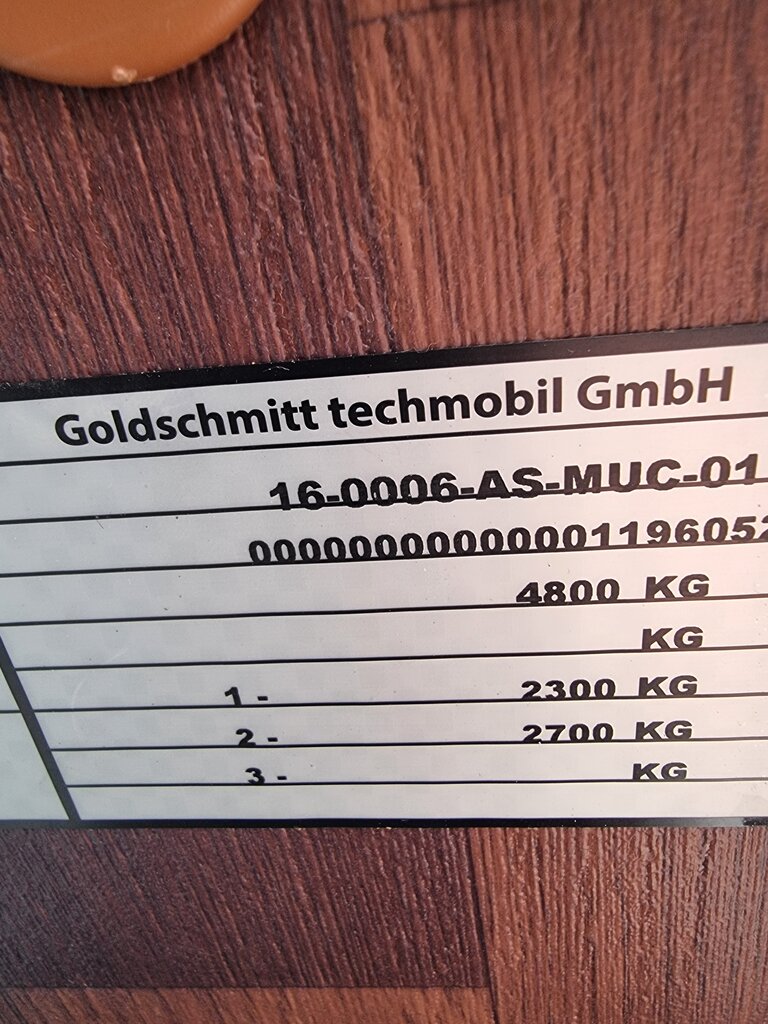 Goldschmitt techmobil GmbH
16-0006-AS-MUC-01
000000000000001196052
4800 KG
KG
1 - 2300 KG
2 - 2700 KG
3 - KG